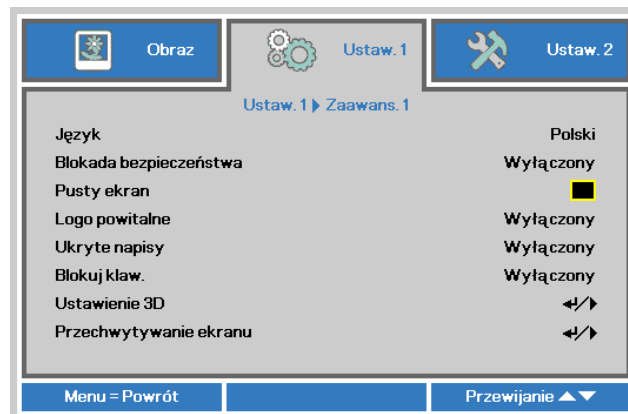 Obraz Ustaw. 1 Ustaw. 2
Ustaw. 1 Zaawans. 1
Język Polski
Blokada bezpieczeństwa Wyłączony
Pusty ekran
Logo powitalne Wyłączony
Ukryte napisy Wyłączony
Blokuj klaw. Wyłączony
Ustawienie 3D ↵/▶
Przechwytywanie ekranu ↵/▶
Menu = Powrót Przewijanie ▲▼